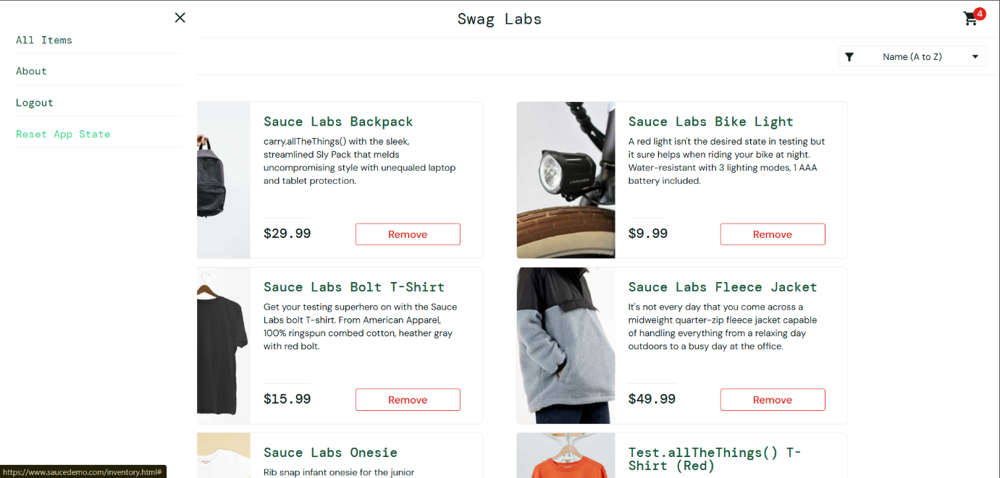 Swag Labs
4
All Items
About
Logout
Reset App State
Name (A to Z)
Sauce Labs Backpack
carry.allTheThings() with the sleek,
streamlined Sly Pack that melds
uncompromising style with unequaled laptop
and tablet protection.
$29.99
Remove
Sauce Labs Bike Light
A red light isn't the desired state in testing but
it sure helps when riding your bike at night.
Water-resistant with 3 lighting modes, 1 AAA
battery included.
$9.99
Remove
Sauce Labs Bolt T-Shirt
Get your testing superhero on with the Sauce
Labs bolt T-shirt. From American Apparel,
100% ringspun combed cotton, heather gray
with red bolt.
$15.99
Remove
Sauce Labs Fleece Jacket
It's not every day that you come across a
midweight quarter-zip fleece jacket capable
of handling everything from a relaxing day
outdoors to a busy day at the office.
$49.99
Remove
Sauce Labs Onesie
Rib snap infant onesie for the junior
Test.allTheThings() T-
Shirt (Red)
https://www.saucedemo.com/inventory.html#